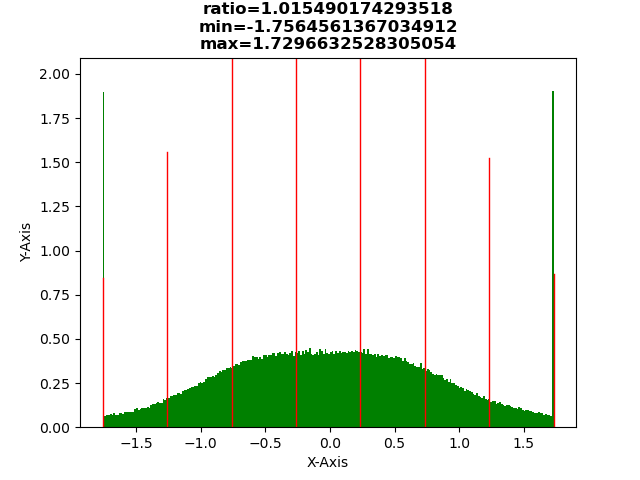 ratio=1.015490174293518
min=-1.7564561367034912
max=1.7296632528305054
2.00
1.75
1.50
1.25
1.00
0.75
0.50
0.25
0.00
Y-Axis
−1.5 −1.0 −0.5 0.0 0.5 1.0 1.5
X-Axis